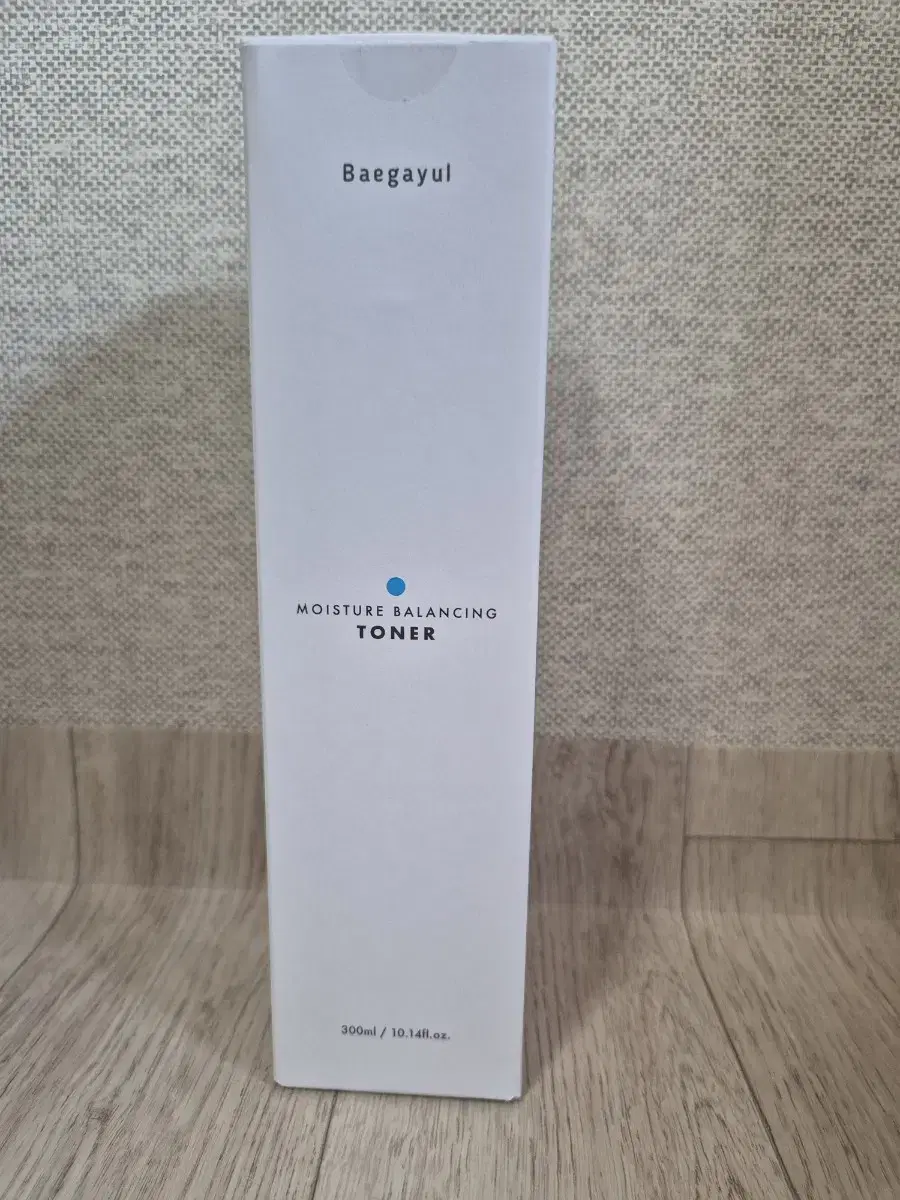 Baegayul
MOISTURE BALANCING
TONER
300ml / 10.14fl.oz.